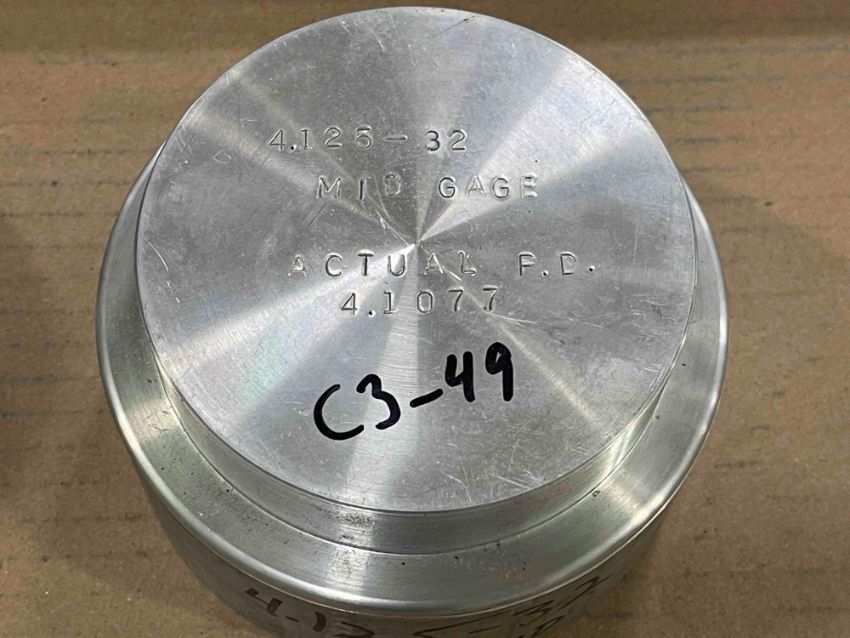 4.125-32
MID GAGE
ACTUAL P.D.
4.1077
C3-49